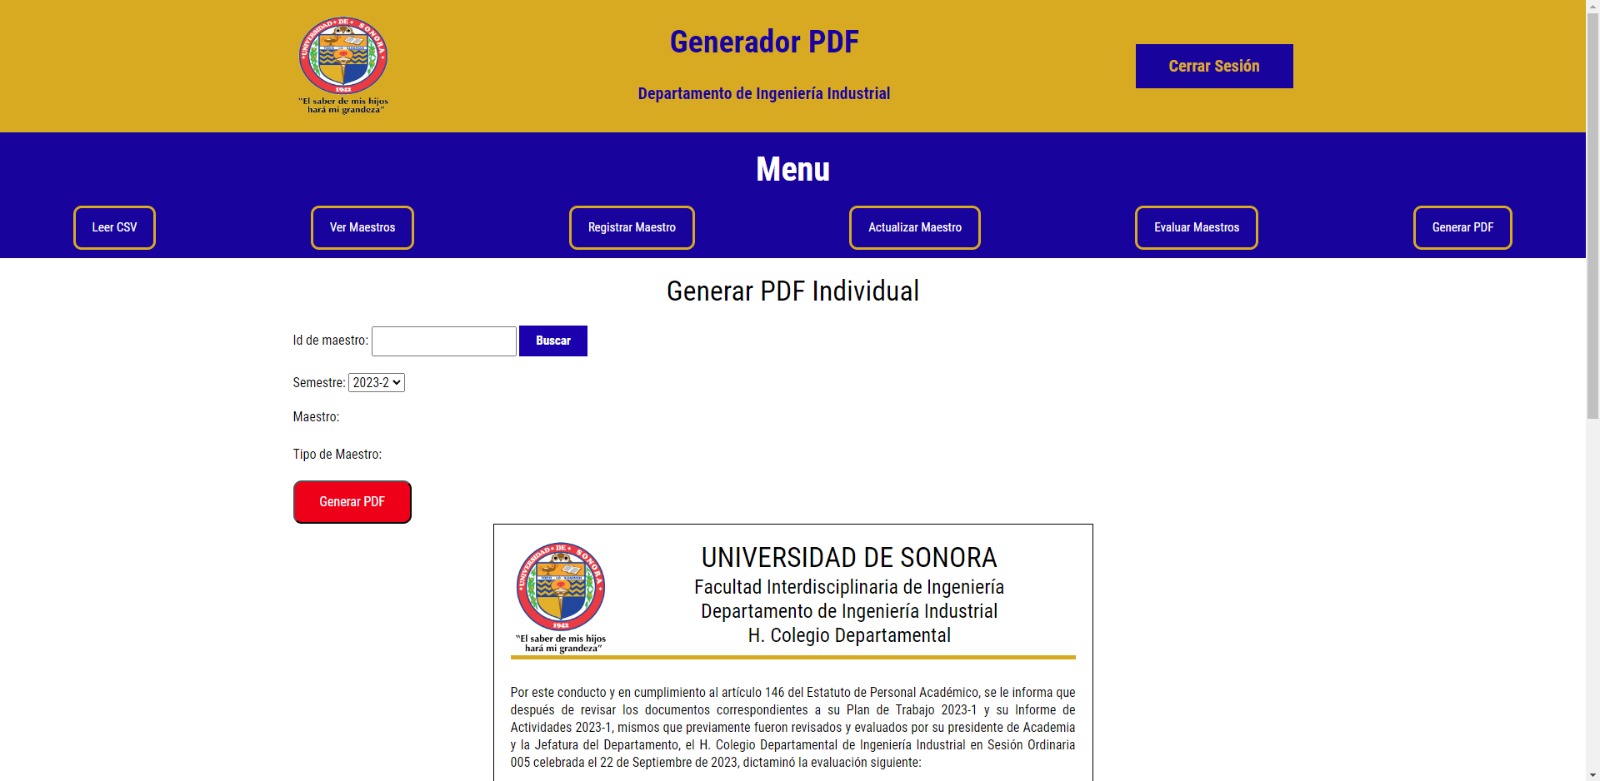 UNIVERSIDAD · DE · SONORA
1942
"El saber de mis hijos
hará mi grandeza"
Generador PDF
Departamento de Ingeniería Industrial
Cerrar Sesión
Menu
Leer CSV
Ver Maestros
Registrar Maestro
Actualizar Maestro
Evaluar Maestros
Generar PDF
Generar PDF Individual
Id de maestro:
Buscar
Semestre: 2023-2
Maestro:
Tipo de Maestro:
Generar PDF
UNIVERSIDAD · DE · SONORA
1942
"El saber de mis hijos
hará mi grandeza"
UNIVERSIDAD DE SONORA
Facultad Interdisciplinaria de Ingeniería
Departamento de Ingeniería Industrial
H. Colegio Departamental
Por este conducto y en cumplimiento al artículo 146 del Estatuto de Personal Académico, se le informa que
después de revisar los documentos correspondientes a su Plan de Trabajo 2023-1 y su Informe de
Actividades 2023-1, mismos que previamente fueron revisados y evaluados por su presidente de Academia
y la Jefatura del Departamento, el H. Colegio Departamental de Ingeniería Industrial en Sesión Ordinaria
005 celebrada el 22 de Septiembre de 2023, dictaminó la evaluación siguiente: